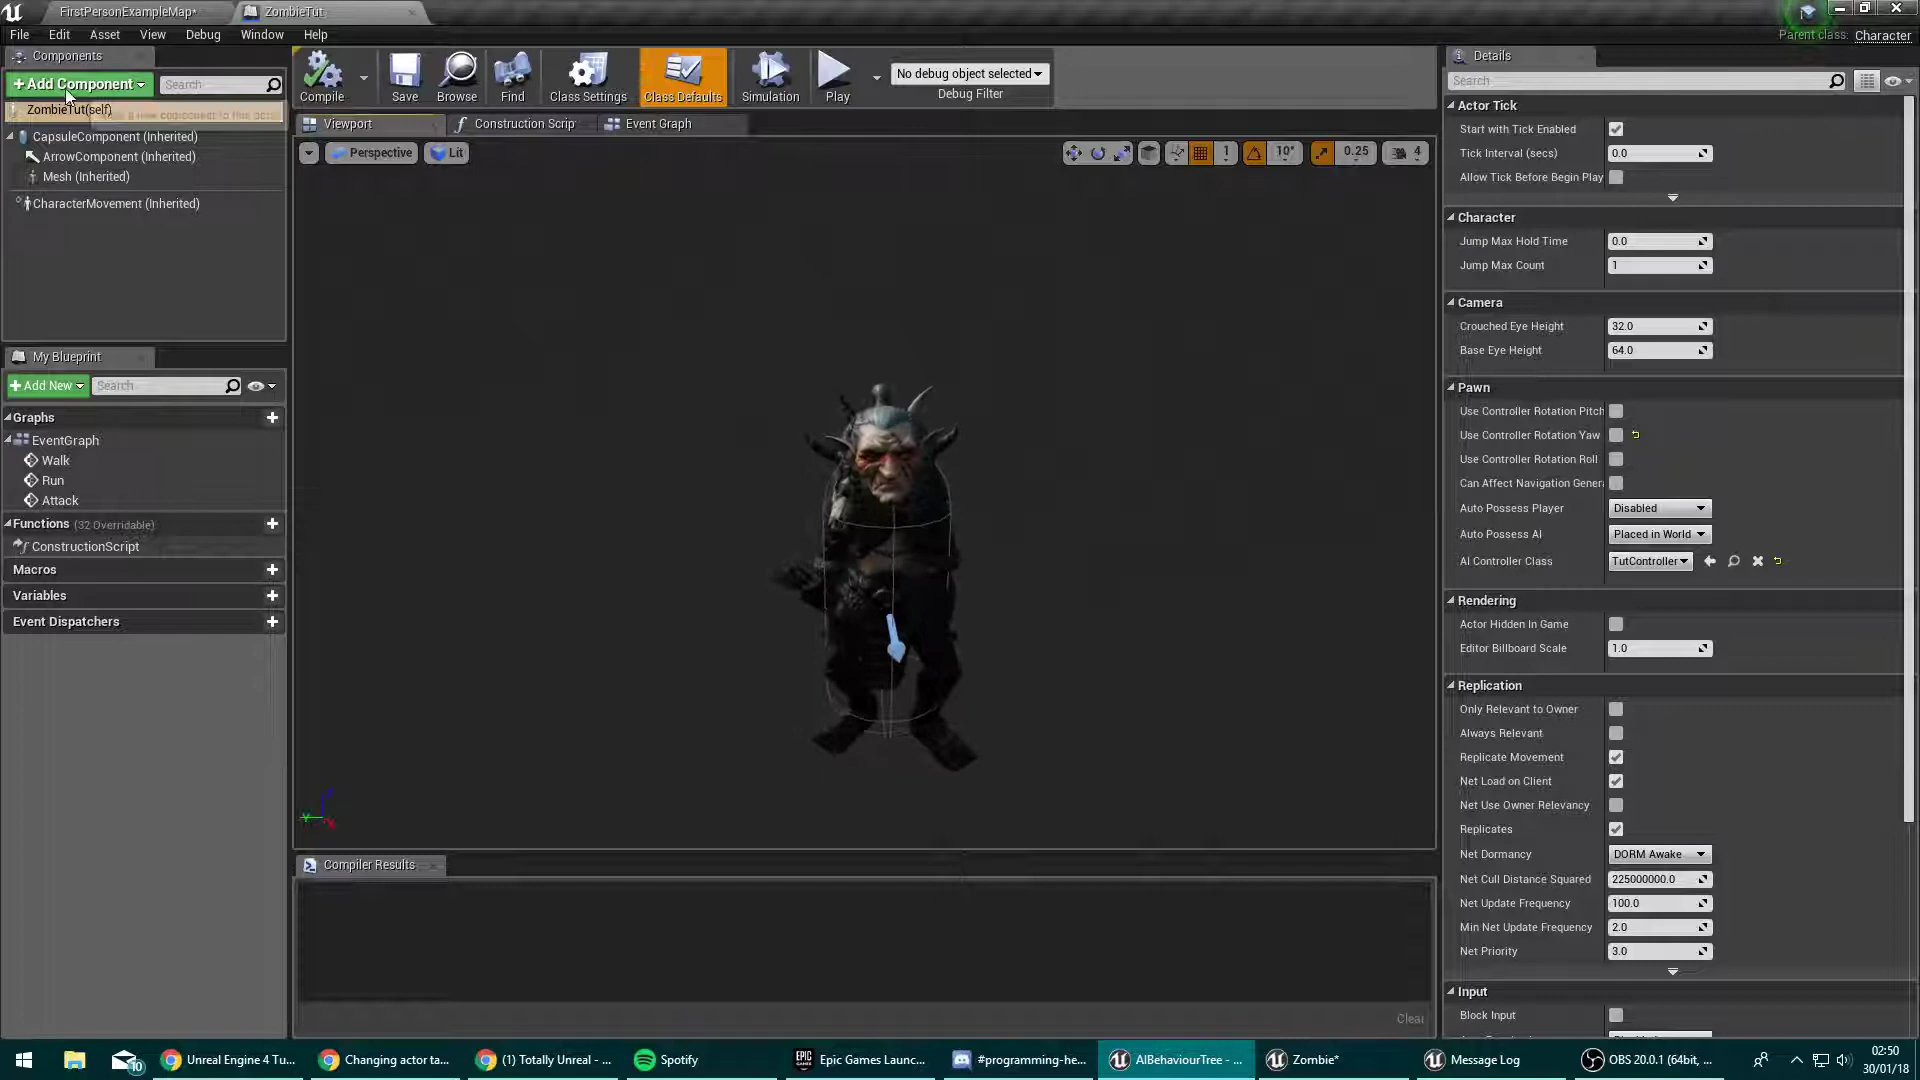 FirstPersonExampleMap*
ZombieTut
File Edit Asset View Debug Window Help
Parent class: Character
Components
+Add Component
Search
ZombieTut(self)
CapsuleComponent (Inherited)
ArrowComponent (Inherited)
Mesh (Inherited)
CharacterMovement (Inherited)
My Blueprint
+Add New
Search
Graphs
EventGraph
Walk
Run
Attack
Functions (32 Overridable)
ConstructionScript
Macros
Variables
Event Dispatchers
Compile
Save
Browse
Find
Class Settings
Class Defaults
Simulation
Play
No debug object selected
Debug Filter
Viewport
Construction Scrip
Event Graph
Perspective
Lit
1
10°
0.25
4
Compiler Results
Clear
Details
Search
Actor Tick
Start with Tick Enabled
Tick Interval (secs) 0.0
Allow Tick Before Begin Play
Character
Jump Max Hold Time 0.0
Jump Max Count 1
Camera
Crouched Eye Height 32.0
Base Eye Height 64.0
Pawn
Use Controller Rotation Pitch
Use Controller Rotation Yaw
Use Controller Rotation Roll
Can Affect Navigation Genera
Auto Possess Player Disabled
Auto Possess AI Placed in World
AI Controller Class TutController
Rendering
Actor Hidden In Game
Editor Billboard Scale 1.0
Replication
Only Relevant to Owner
Always Relevant
Replicate Movement
Net Load on Client
Net Use Owner Relevancy
Replicates
Net Dormancy DORM Awake
Net Cull Distance Squared 225000000.0
Net Update Frequency 100.0
Min Net Update Frequency 2.0
Net Priority 3.0
Input
Block Input
10
Unreal Engine 4 Tu...
Changing actor ta...
(1) Totally Unreal - ...
Spotify
Epic Games Launc...
#programming-he...
AIBehaviourTree - ...
Zombie*
Message Log
OBS 20.0.1 (64bit, ...
02:50
30/01/18